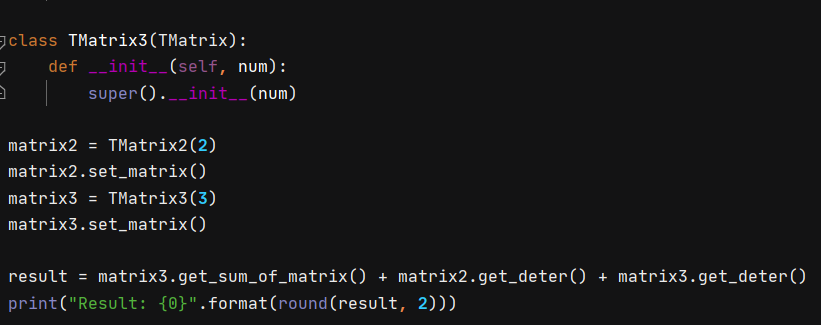 class TMatrix3(TMatrix):
    def __init__(self, num):
        super().__init__(num)

matrix2 = TMatrix2(2)
matrix2.set_matrix()
matrix3 = TMatrix3(3)
matrix3.set_matrix()

result = matrix3.get_sum_of_matrix() + matrix2.get_deter() + matrix3.get_deter()
print("Result: {0}".format(round(result, 2)))